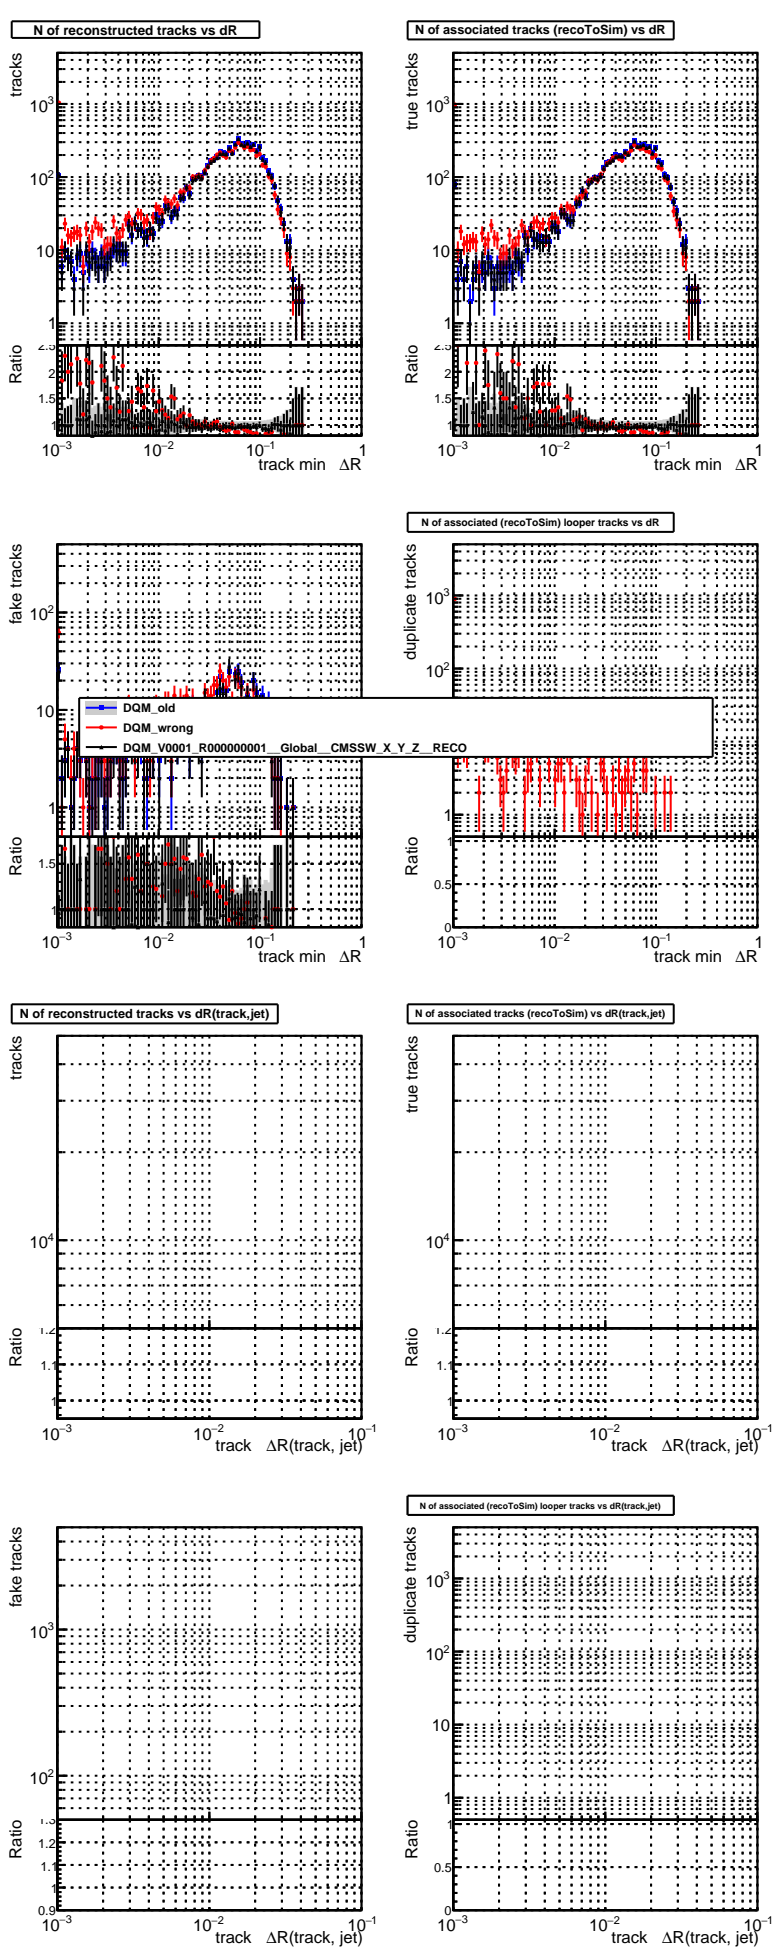 N of reconstructed tracks vs dR
N of associated tracks (recoToSim) vs dR
tracks
10³
10²
10
1
Ratio
2.5
2
1.5
1
10⁻³ 10⁻² 10⁻¹ 1
track min ΔR
true tracks
10³
10²
10
1
Ratio
2.5
2
1.5
1
10⁻³ 10⁻² 10⁻¹ 1
track min ΔR
N of associated (recoToSim) looper tracks vs dR
fake tracks
10²
10
1
Ratio
1.5
1
10⁻³ 10⁻² 10⁻¹ 1
track min ΔR
duplicate tracks
10³
10²
1
Ratio
1
0.5
0
10⁻³ 10⁻² 10⁻¹ 1
track min ΔR
DQM_old
DQM_wrong
DQM_V0001_R000000001__Global__CMSSW_X_Y_Z__RECO
N of reconstructed tracks vs dR(track,jet)
N of associated tracks (recoToSim) vs dR(track,jet)
tracks
10⁴
Ratio
1.2
1.1
1
10⁻³ 10⁻² 10⁻¹
track ΔR(track, jet)
true tracks
10⁴
Ratio
1.2
1.1
1
10⁻³ 10⁻² 10⁻¹
track ΔR(track, jet)
N of associated (recoToSim) looper tracks vs dR(track,jet)
fake tracks
10³
10²
Ratio
1.3
1.2
1.1
1
0.9
10⁻³ 10⁻² 10⁻¹
track ΔR(track, jet)
duplicate tracks
10³
10²
10
1
Ratio
1
0.5
0
10⁻³ 10⁻² 10⁻¹
track ΔR(track, jet)